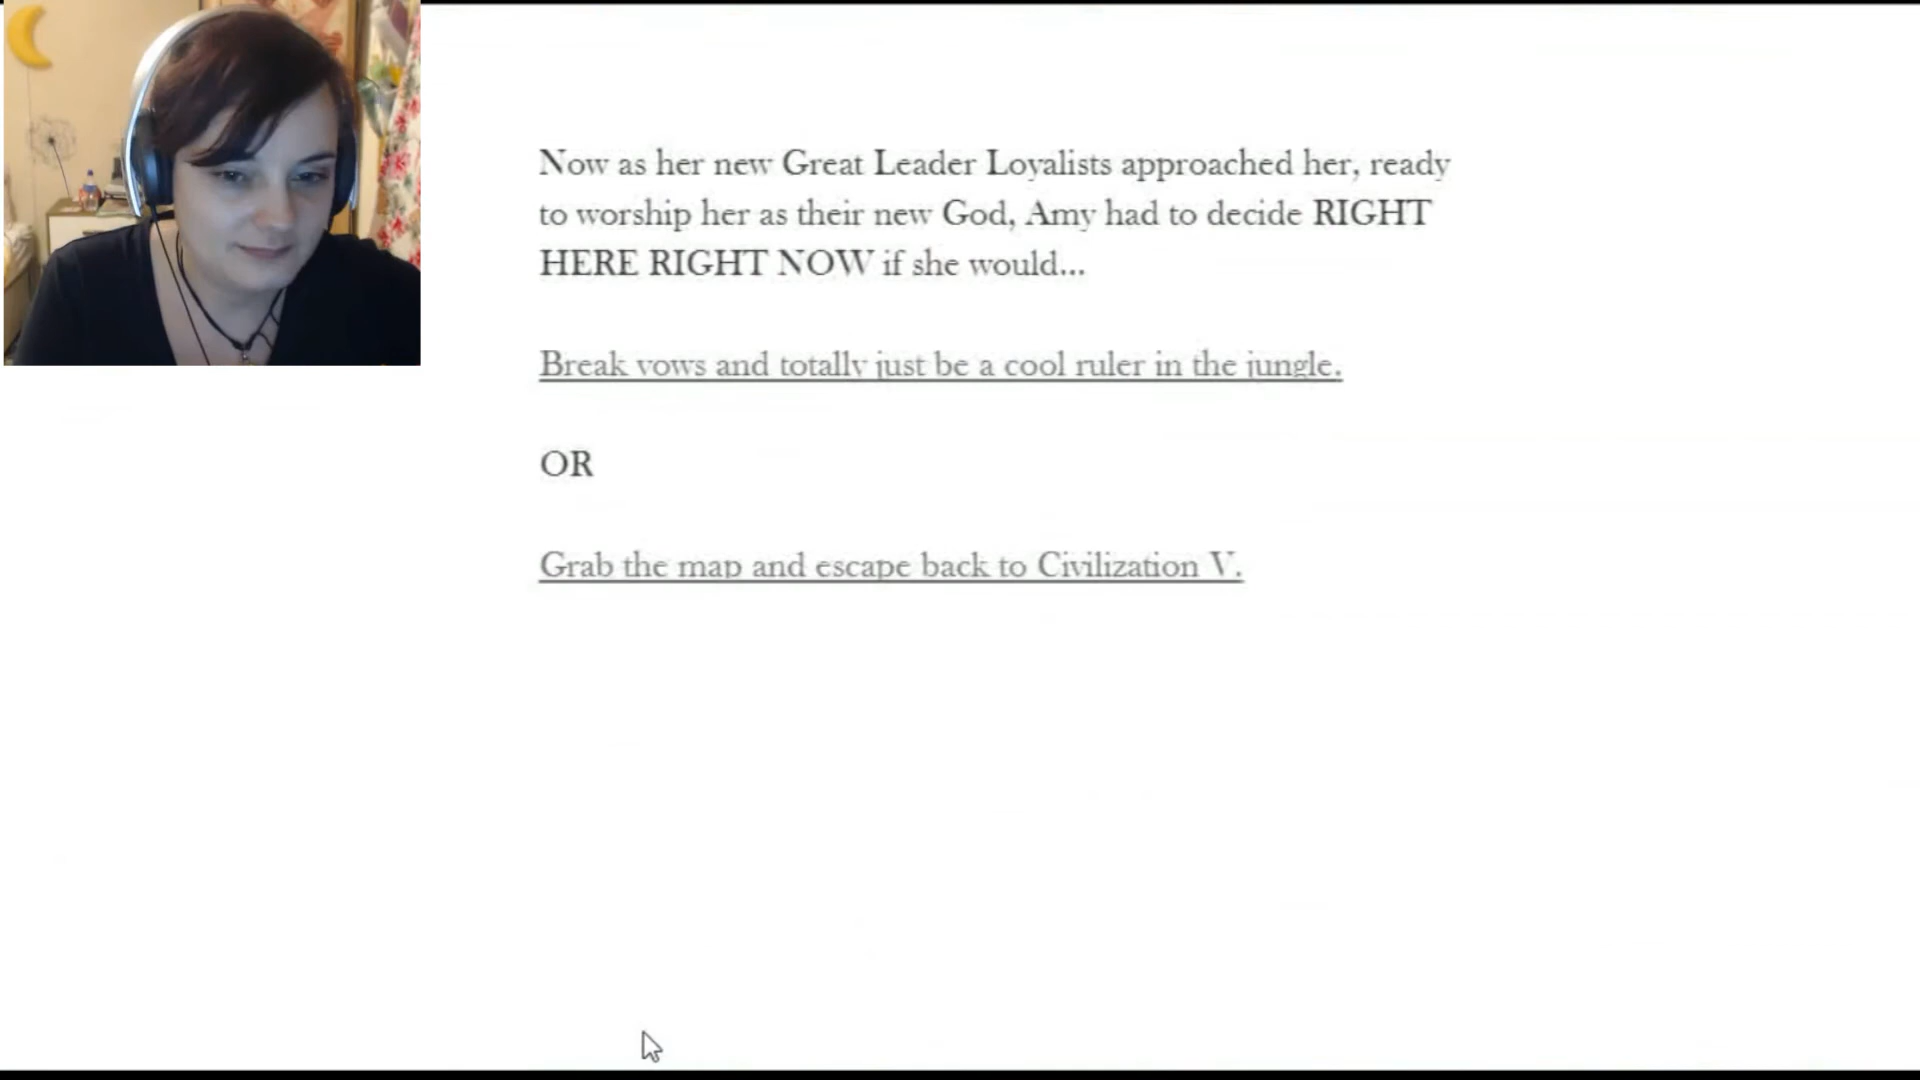 Now as her new Great Leader Loyalists approached her, ready
to worship her as their new God, Amy had to decide RIGHT
HERE RIGHT NOW if she would...
Break vows and totally just be a cool ruler in the jungle.
OR
Grab the map and escape back to Civilization V.